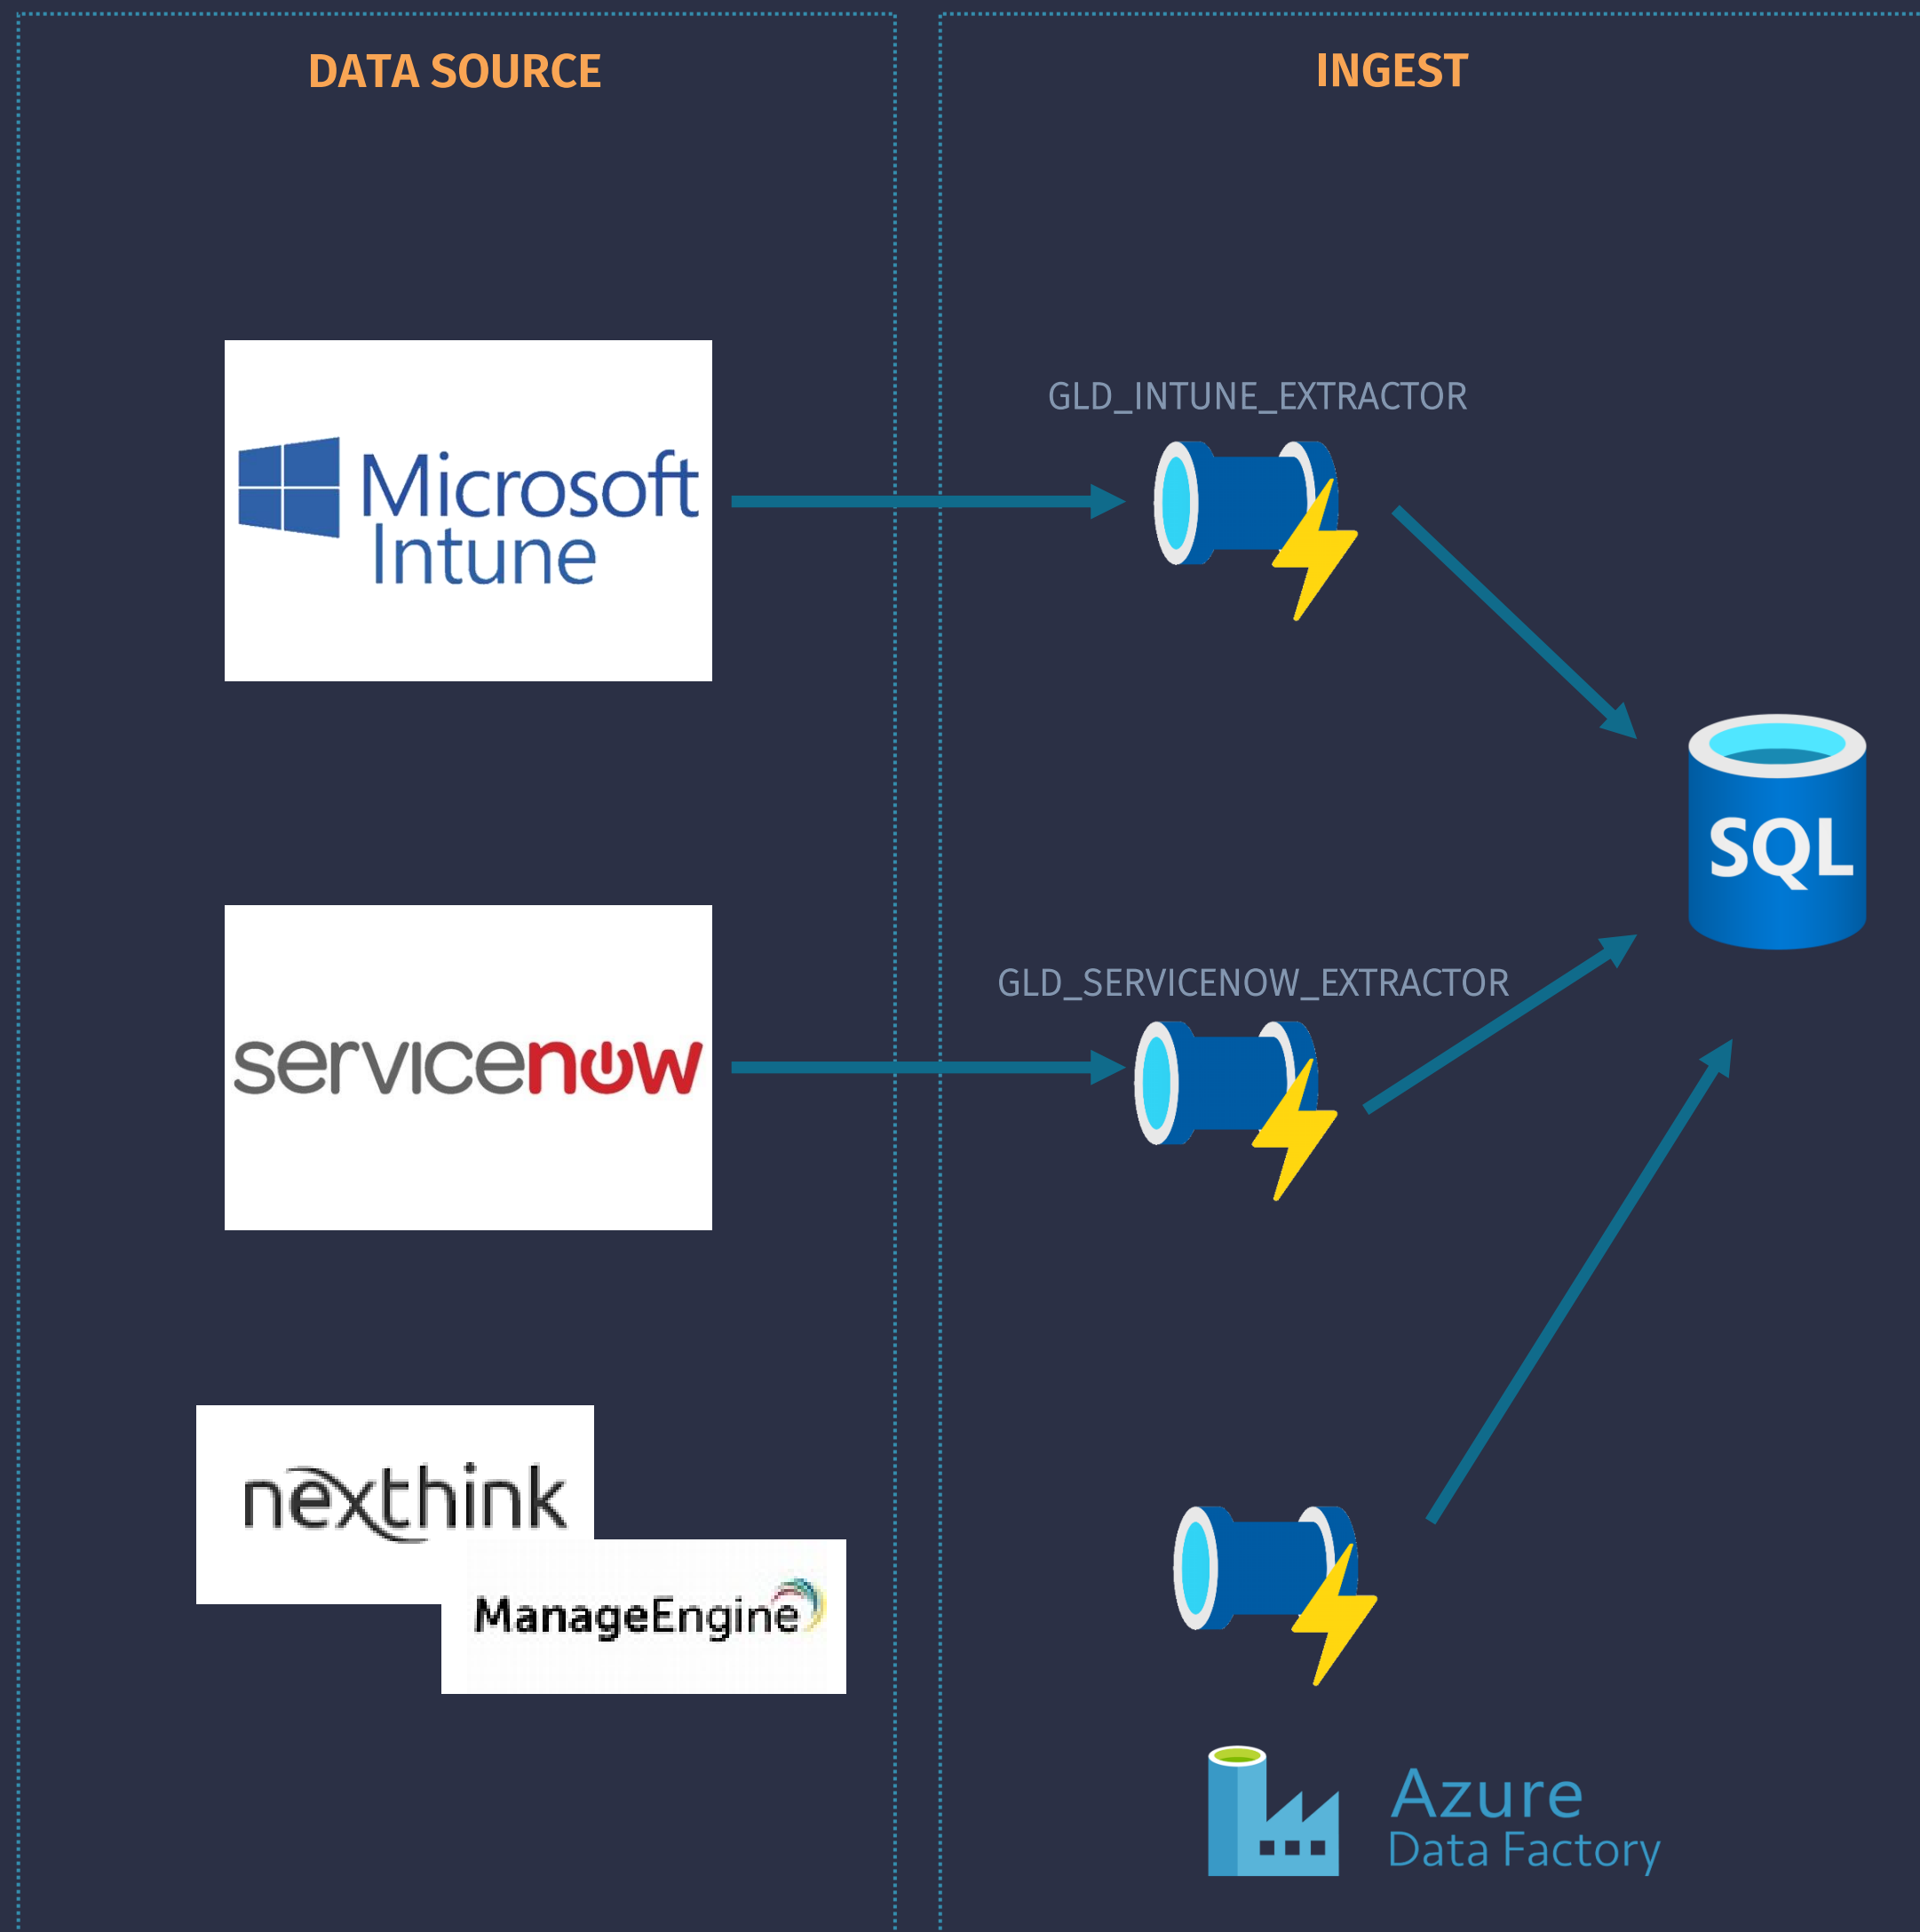 DATA SOURCE
INGEST
Microsoft
Intune
GLD_INTUNE_EXTRACTOR
SQL
servicenow
GLD_SERVICENOW_EXTRACTOR
nexthink
ManageEngine
Azure
Data Factory